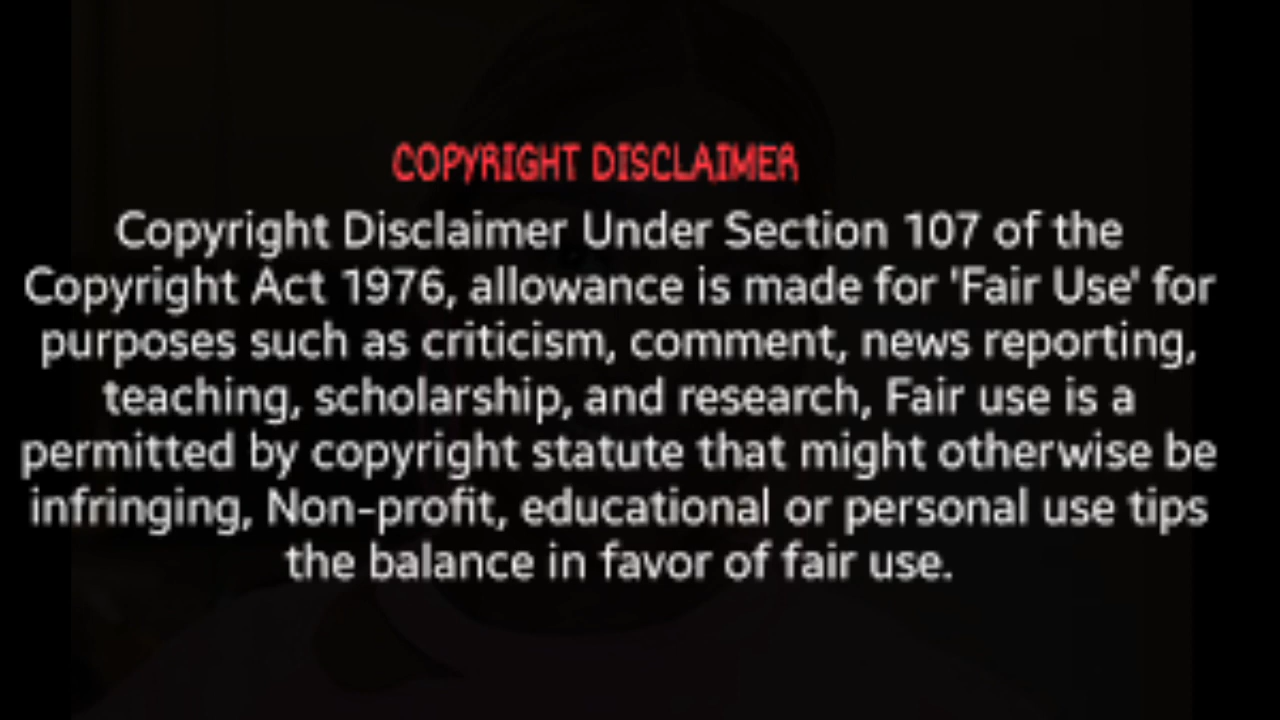 COPYRIGHT DISCLAIMER
Copyright Disclaimer Under Section 107 of the
Copyright Act 1976, allowance is made for 'Fair Use' for
purposes such as criticism, comment, news reporting,
teaching, scholarship, and research, Fair use is a
permitted by copyright statute that might otherwise be
infringing, Non-profit, educational or personal use tips
the balance in favor of fair use.